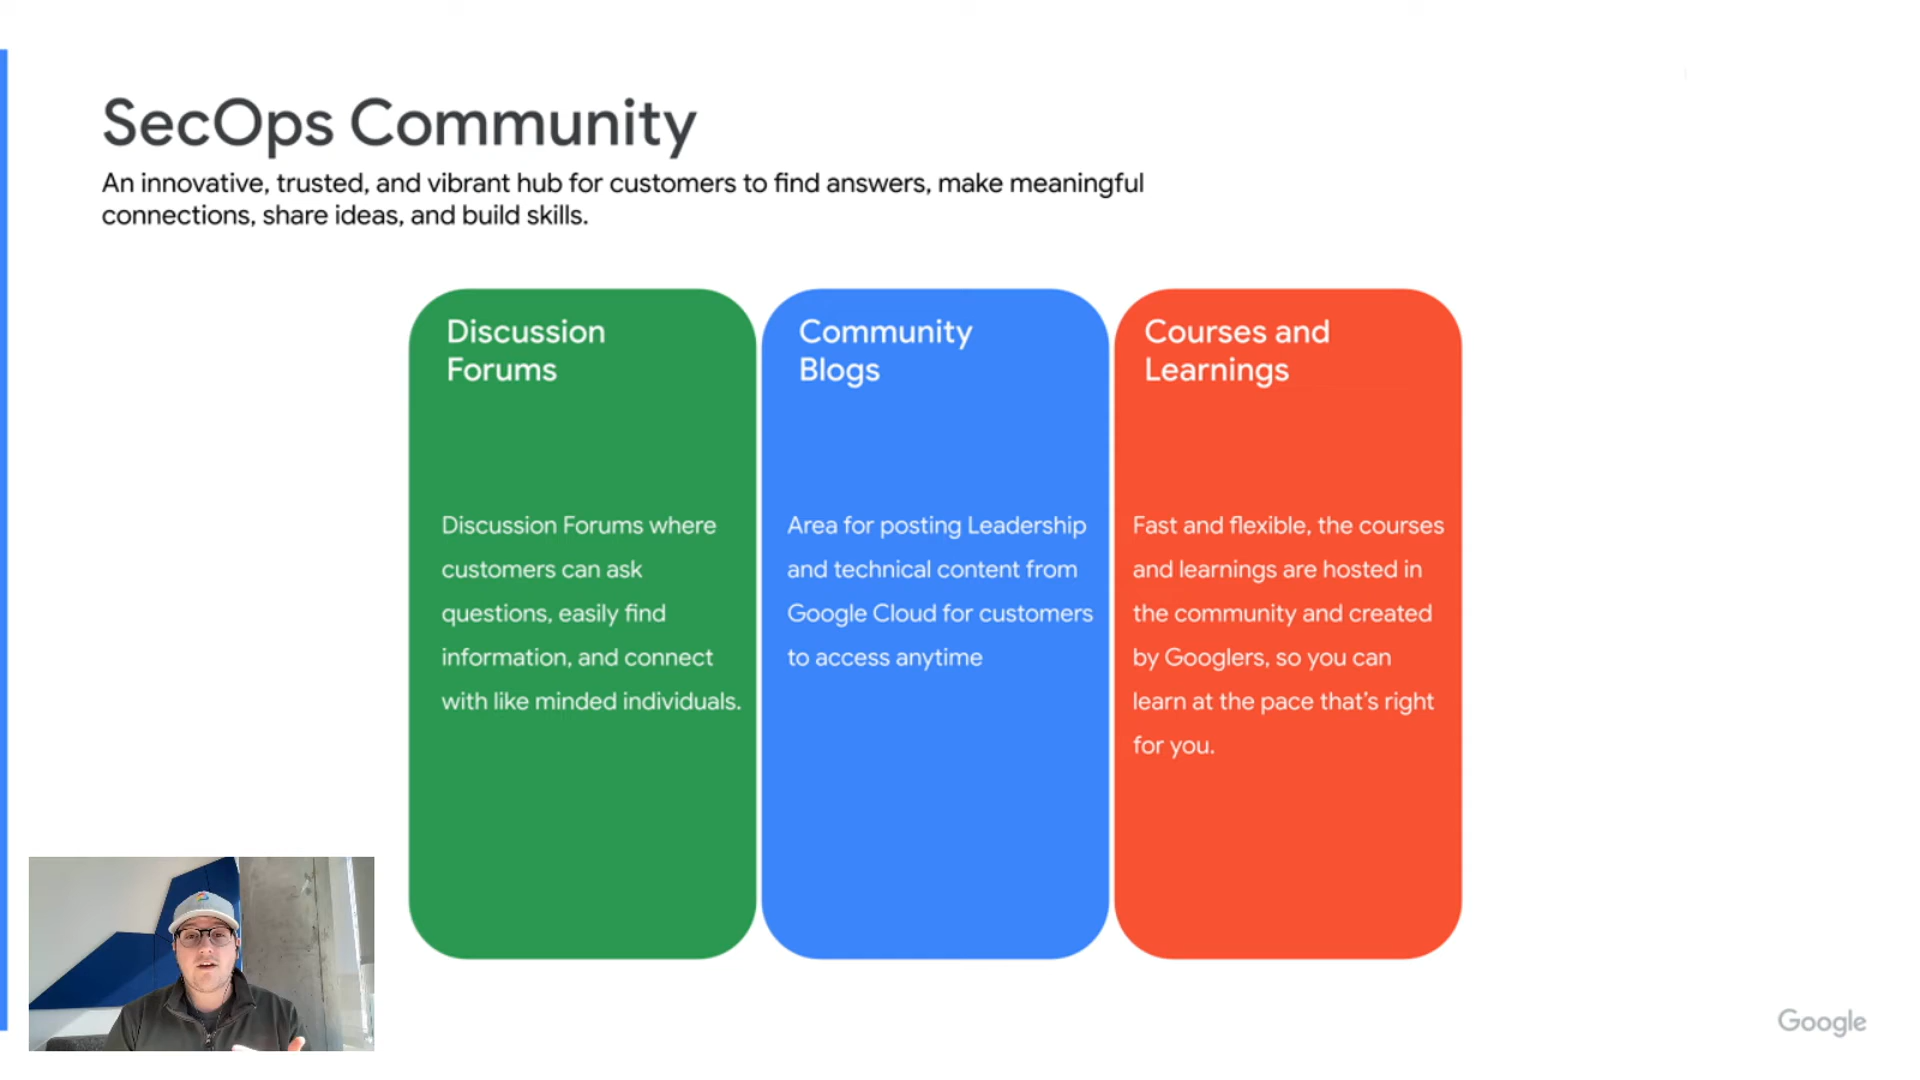 SecOps Community
An innovative, trusted, and vibrant hub for customers to find answers, make meaningful
connections, share ideas, and build skills.
Discussion
Forums
Discussion Forums where
customers can ask
questions, easily find
information, and connect
with like minded individuals.
Community
Blogs
Area for posting Leadership
and technical content from
Google Cloud for customers
to access anytime
Courses and
Learnings
Fast and flexible, the courses
and learnings are hosted in
the community and created
by Googlers, so you can
learn at the pace that’s right
for you.
Google